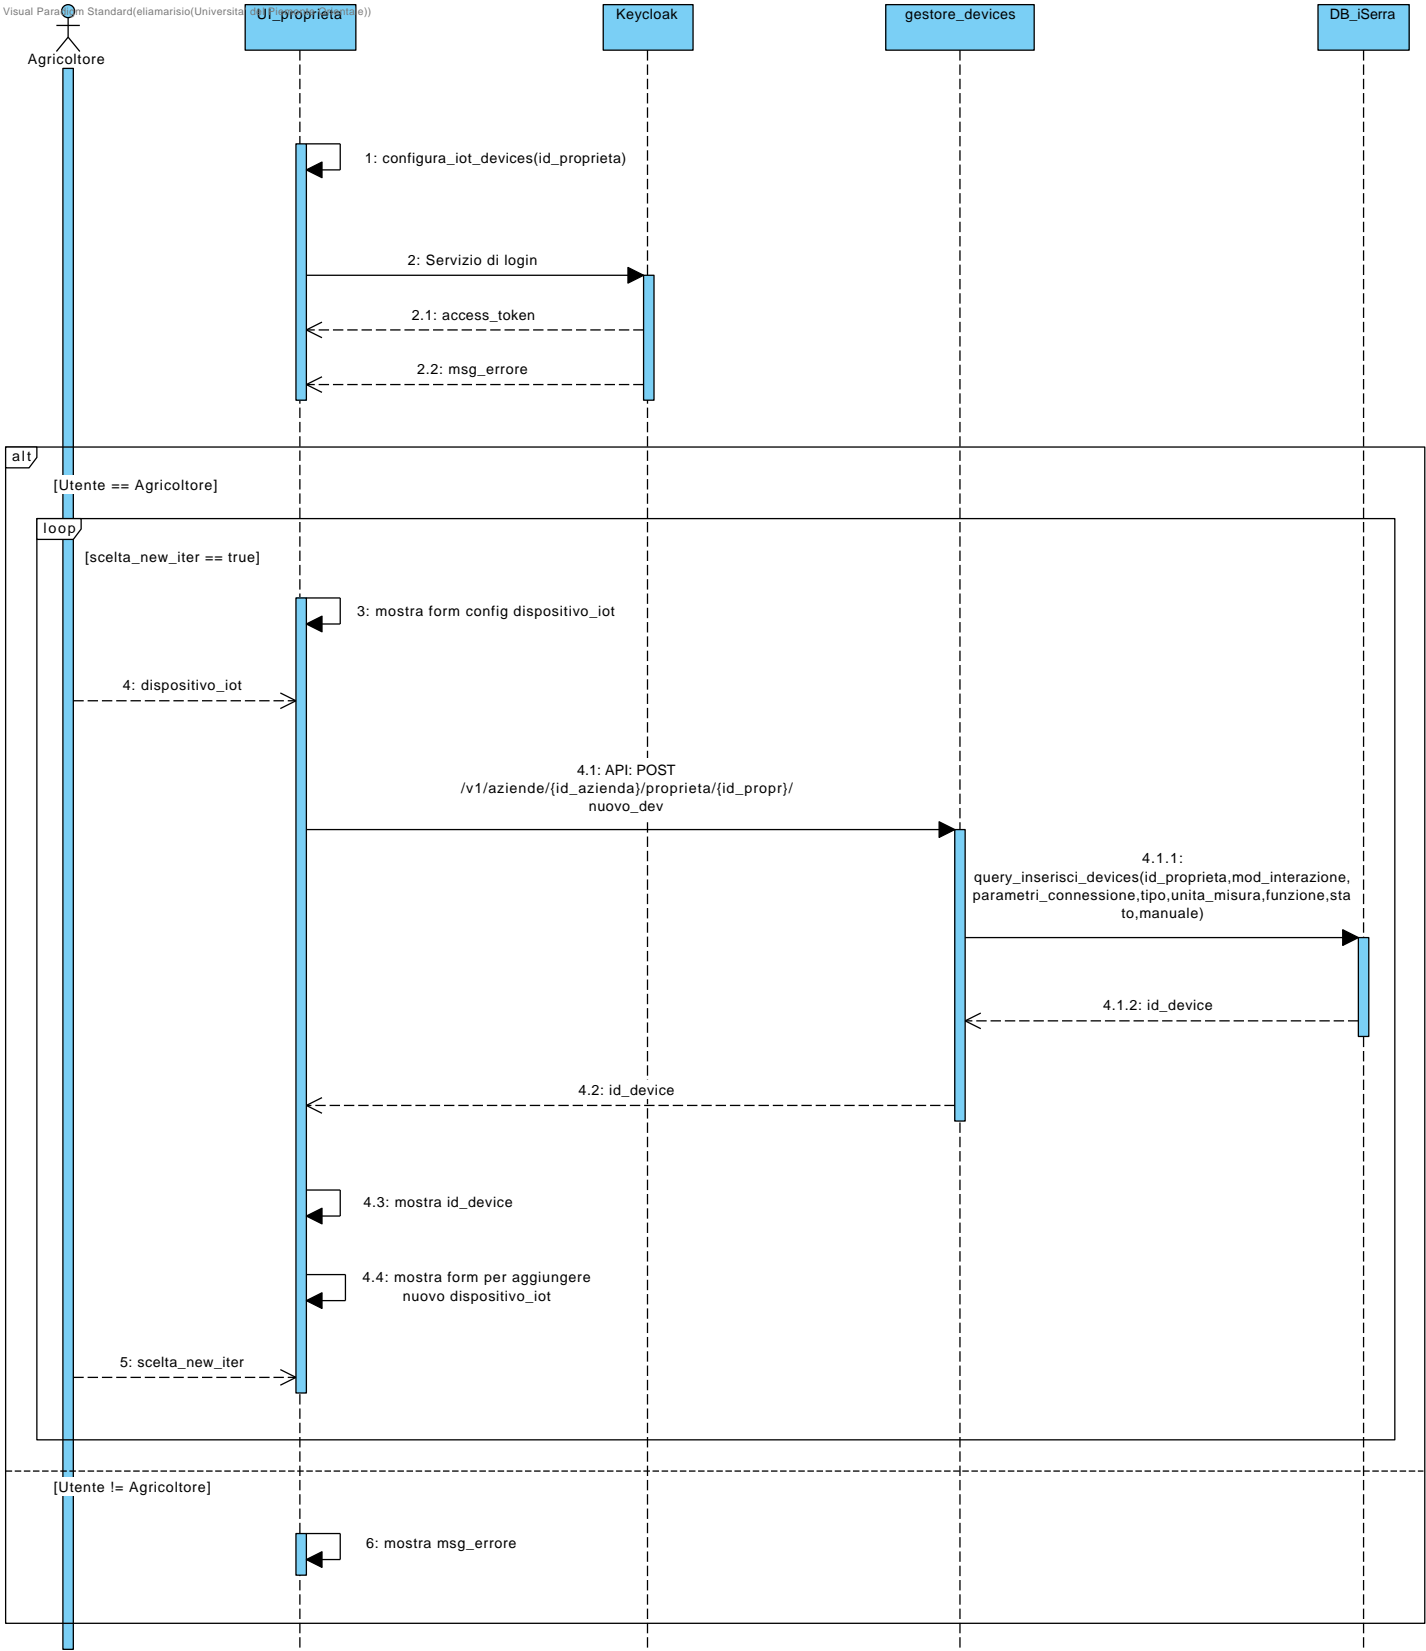 Visual Paradigm Standard(eliamarisio(Universita' del Piemonte Orientale))
Agricoltore
UI_proprieta
Keycloak
gestore_devices
DB_iSerra
1: configura_iot_devices(id_proprieta)
2: Servizio di login
2.1: access_token
2.2: msg_errore
alt
[Utente == Agricoltore]
loop
[scelta_new_iter == true]
3: mostra form config dispositivo_iot
4: dispositivo_iot
4.1: API: POST
/v1/aziende/{id_azienda}/proprieta/{id_propr}/
nuovo_dev
4.1.1:
query_inserisci_devices(id_proprieta,mod_interazione,
parametri_connessione,tipo,unita_misura,funzione,sta
to,manuale)
4.1.2: id_device
4.2: id_device
4.3: mostra id_device
4.4: mostra form per aggiungere
nuovo dispositivo_iot
5: scelta_new_iter
[Utente != Agricoltore]
6: mostra msg_errore